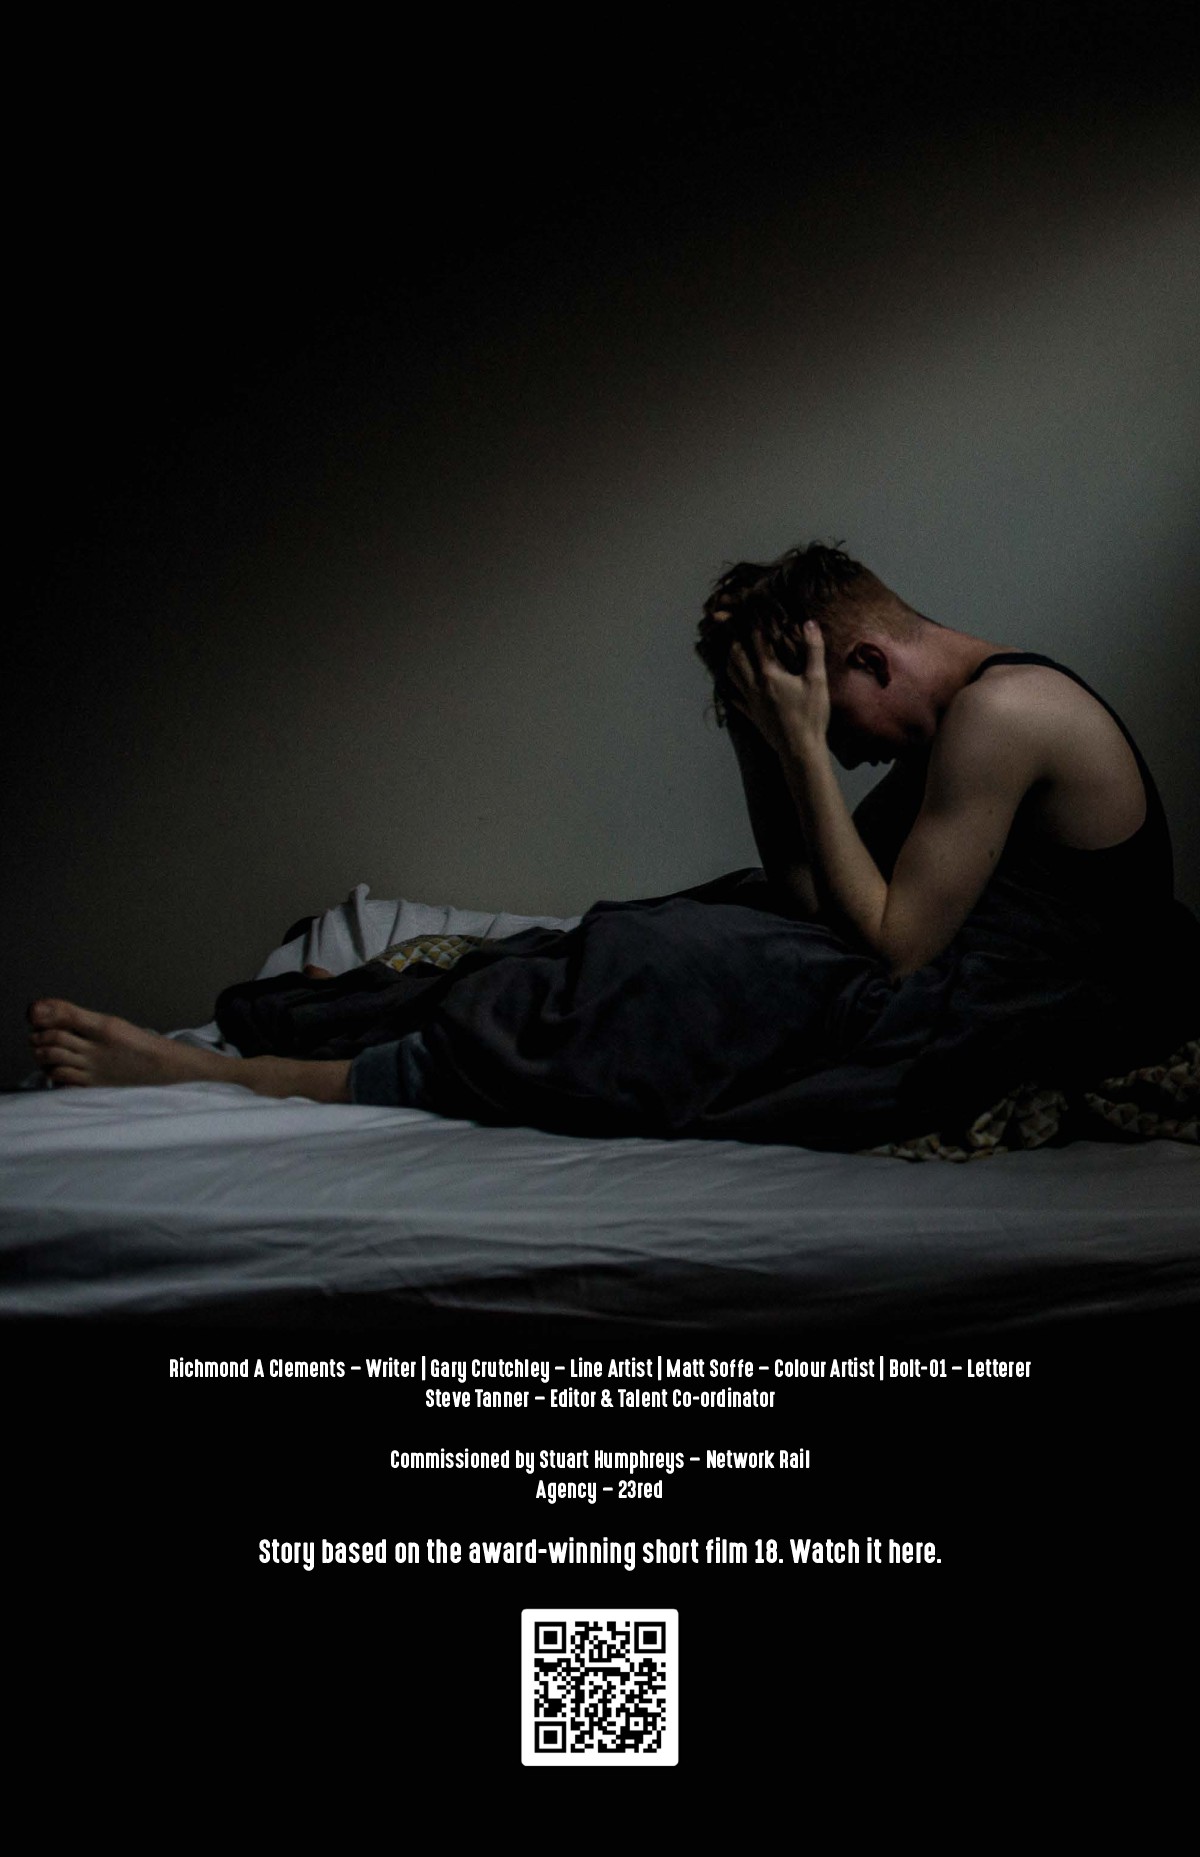 Richmond A Clements – Writer | Gary Crutchley – Line Artist | Matt Soffe – Colour Artist | Bolt-01 – Letterer
Steve Tanner – Editor & Talent Co-ordinator
Commissioned by Stuart Humphreys – Network Rail
Agency – 23red
Story based on the award-winning short film 18. Watch it here.